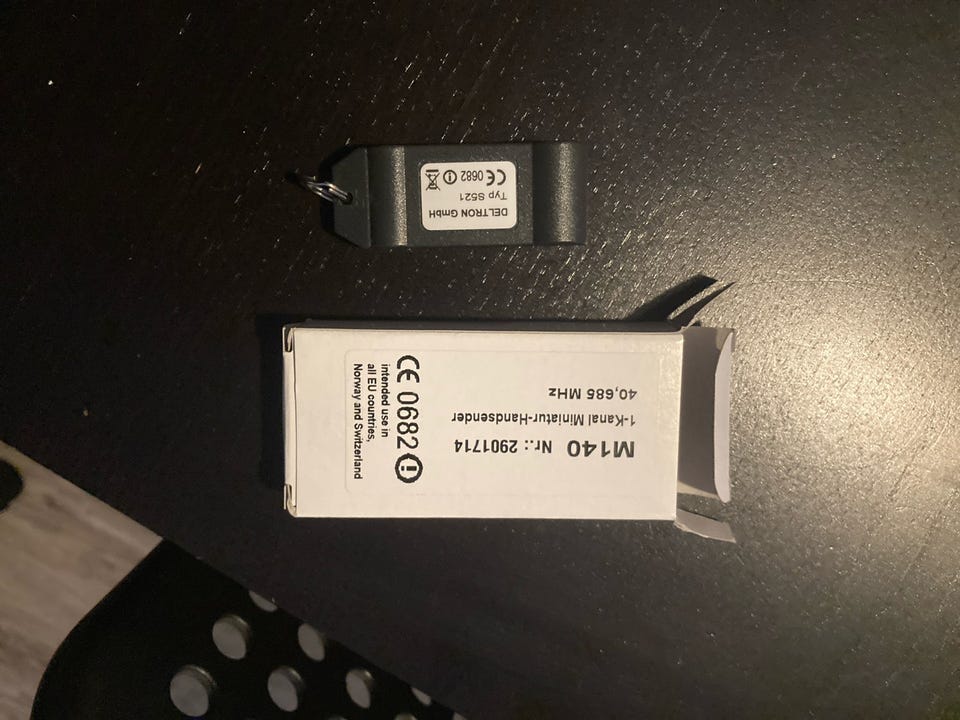 DELTRON GmbH
Typ S521
CE 0682
M140 Nr.: 2901714
1-Kanal Miniatur-Handsender
40,685 MHz
CE 0682
intended use in
all EU countries,
Norway and Switzerland